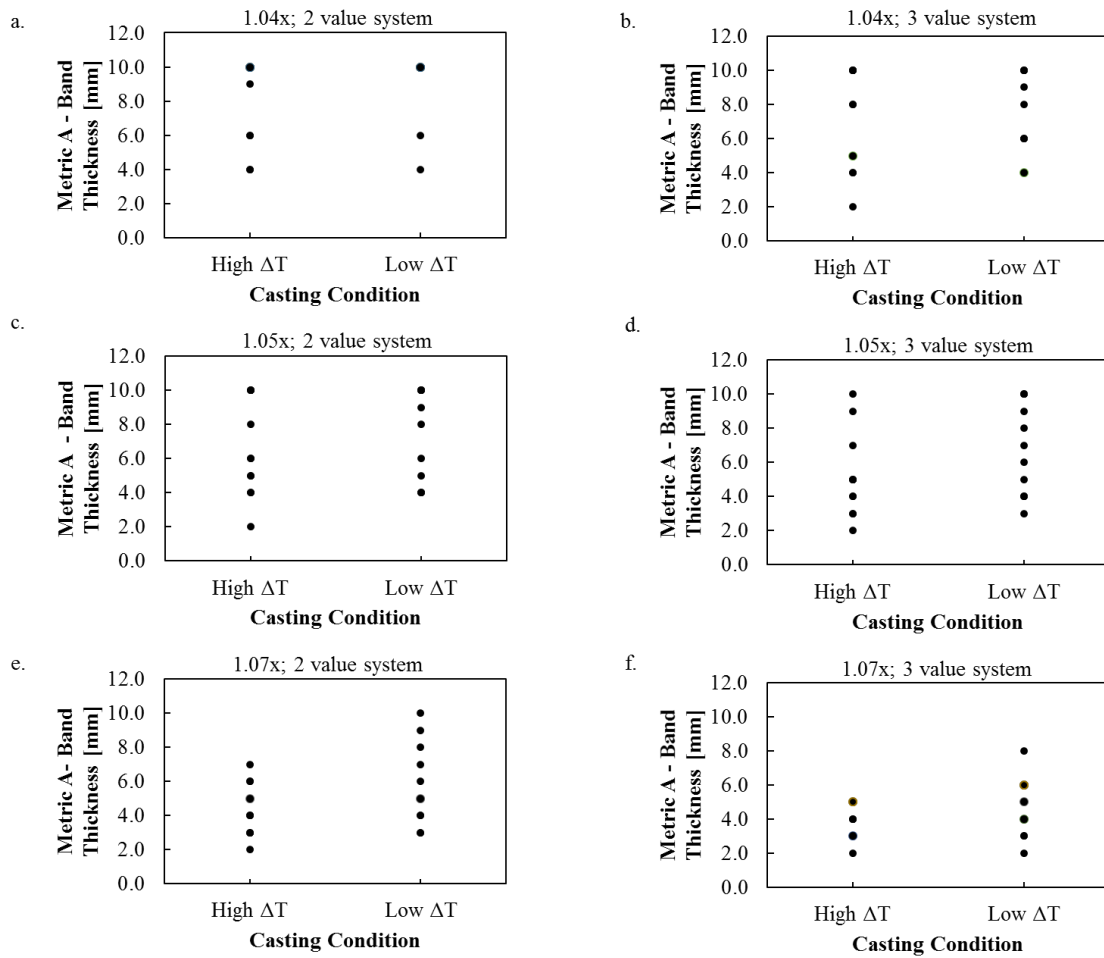 a.
1.04x; 2 value system
Metric A - Band
Thickness [mm]
12.0
10.0
8.0
6.0
4.0
2.0
0.0
High ΔT
Low ΔT
Casting Condition
b.
1.04x; 3 value system
Metric A - Band
Thickness [mm]
12.0
10.0
8.0
6.0
4.0
2.0
0.0
High ΔT
Low ΔT
Casting Condition
c.
1.05x; 2 value system
Metric A - Band
Thickness [mm]
12.0
10.0
8.0
6.0
4.0
2.0
0.0
High ΔT
Low ΔT
Casting Condition
d.
1.05x; 3 value system
Metric A - Band
Thickness [mm]
12.0
10.0
8.0
6.0
4.0
2.0
0.0
High ΔT
Low ΔT
Casting Condition
e.
1.07x; 2 value system
Metric A - Band
Thickness [mm]
12.0
10.0
8.0
6.0
4.0
2.0
0.0
High ΔT
Low ΔT
Casting Condition
f.
1.07x; 3 value system
Metric A - Band
Thickness [mm]
12.0
10.0
8.0
6.0
4.0
2.0
0.0
High ΔT
Low ΔT
Casting Condition